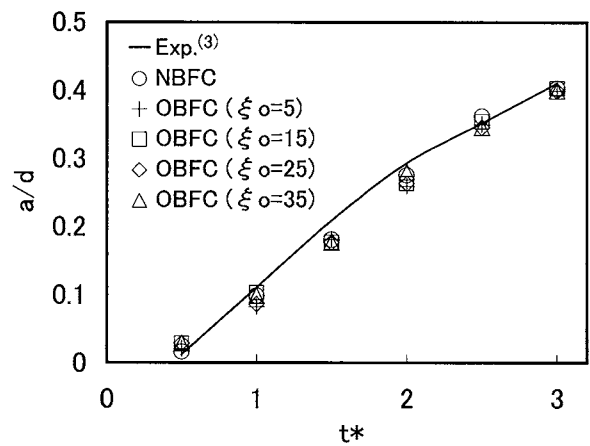 0.5
0.4
0.3
0.2
0.1
0
a/d
Exp.(3)
NBFC
OBFC (ξo=5)
OBFC (ξo=15)
OBFC (ξo=25)
OBFC (ξo=35)
0 1 2 3
t*